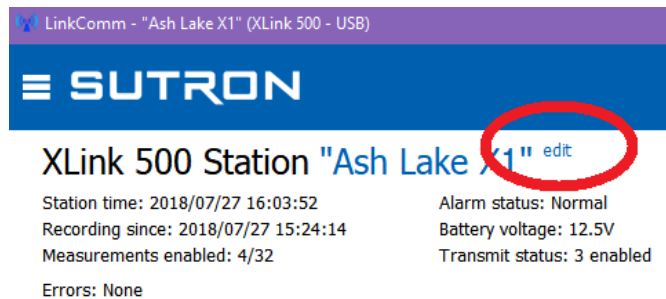 LinkComm - "Ash Lake X1" (XLink 500 - USB)
SUTRON
XLink 500 Station "Ash Lake X1" edit
Station time: 2018/07/27 16:03:52
Alarm status: Normal
Recording since: 2018/07/27 15:24:14
Battery voltage: 12.5V
Measurements enabled: 4/32
Transmit status: 3 enabled
Errors: None